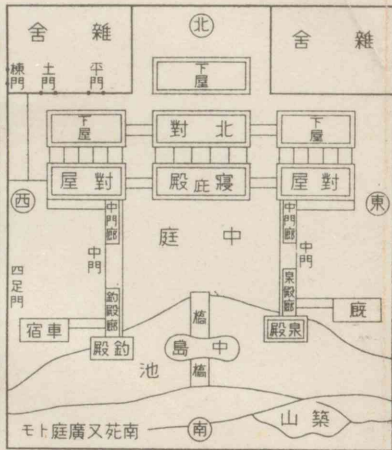 北
雜舍
雜舍
下屋
平門
土門
棟門
下屋
北對
下屋
對屋
寢庇殿
對屋
東
西
中門廊
中庭
中門廊
中門
中門
四足門
泉殿廊
釣殿廊
厩
泉殿
橋
車宿
釣殿
中島
池
橋
築山
南
南苑又廣庭トモ